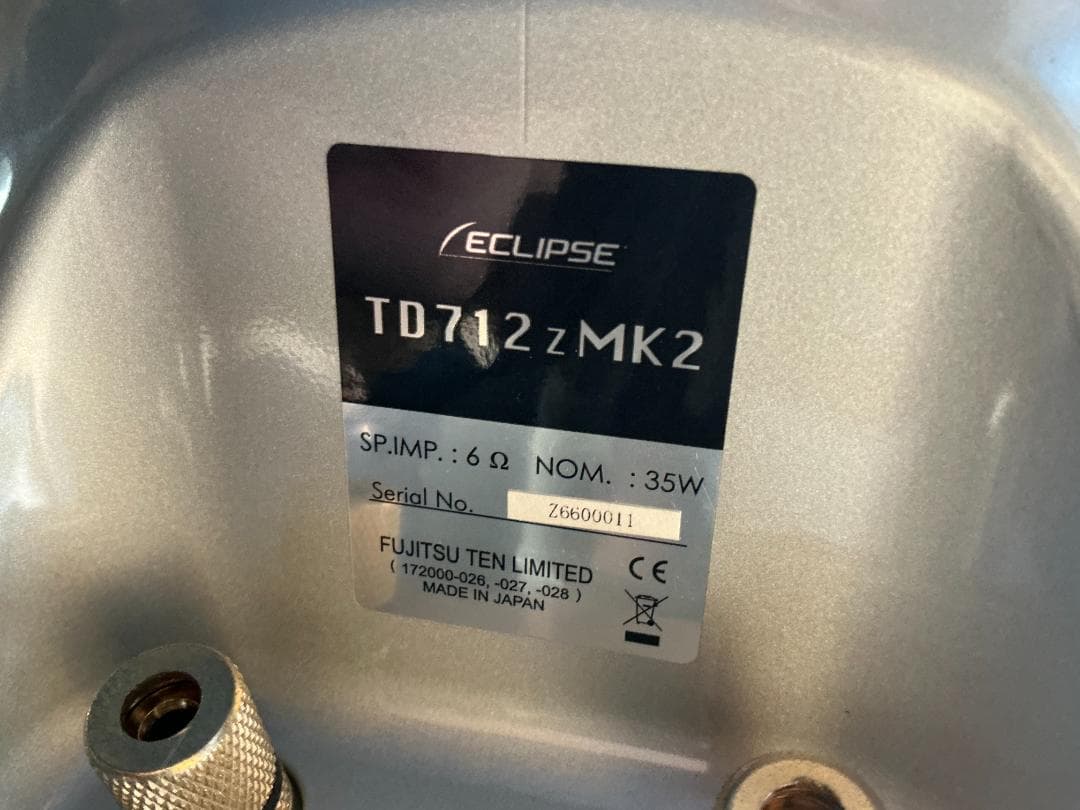 ECLIPSE
TD712zMK2
SP.IMP. : 6 Ω NOM. : 35W
Serial No. Z6600011
FUJITSU TEN LIMITED
( 172000-026, -027, -028 )
MADE IN JAPAN
CE